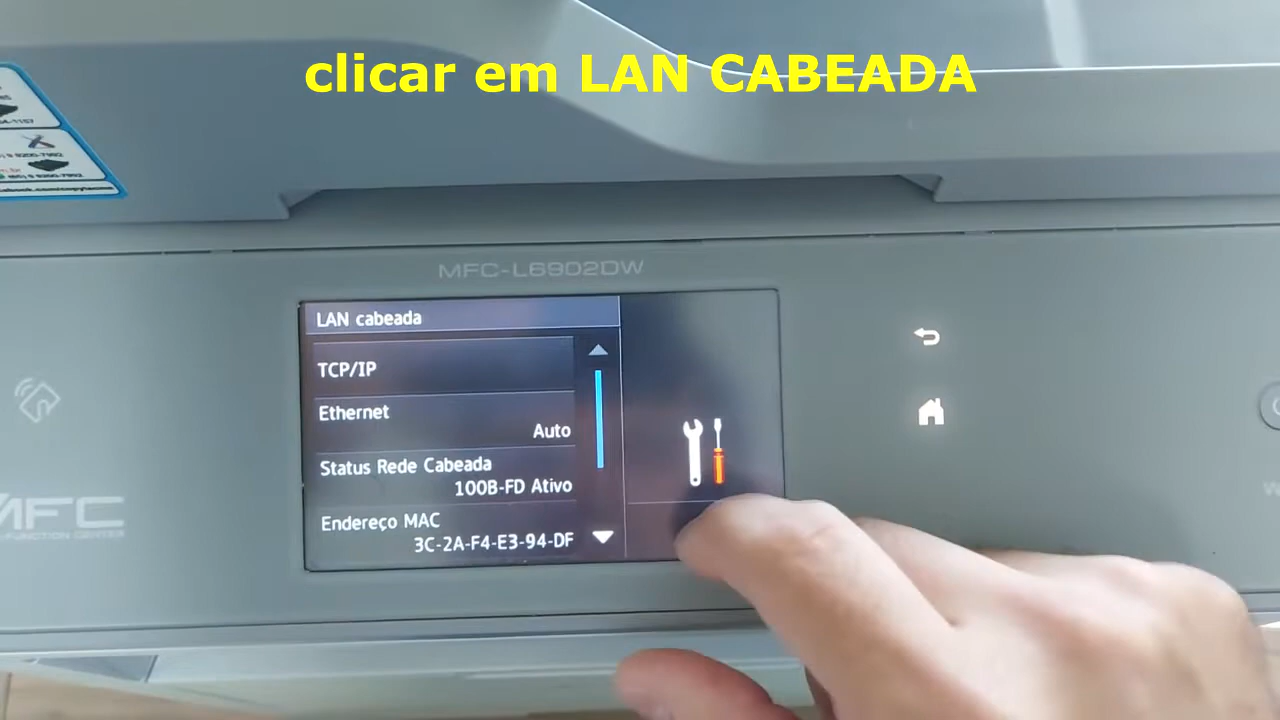 clicar em LAN CABEADA
MFC-L6902DW
LAN cabeada
TCP/IP
Ethernet
Auto
Status Rede Cabeada
100B-FD Ativo
Endereço MAC
3C-2A-F4-E3-94-DF
MFC